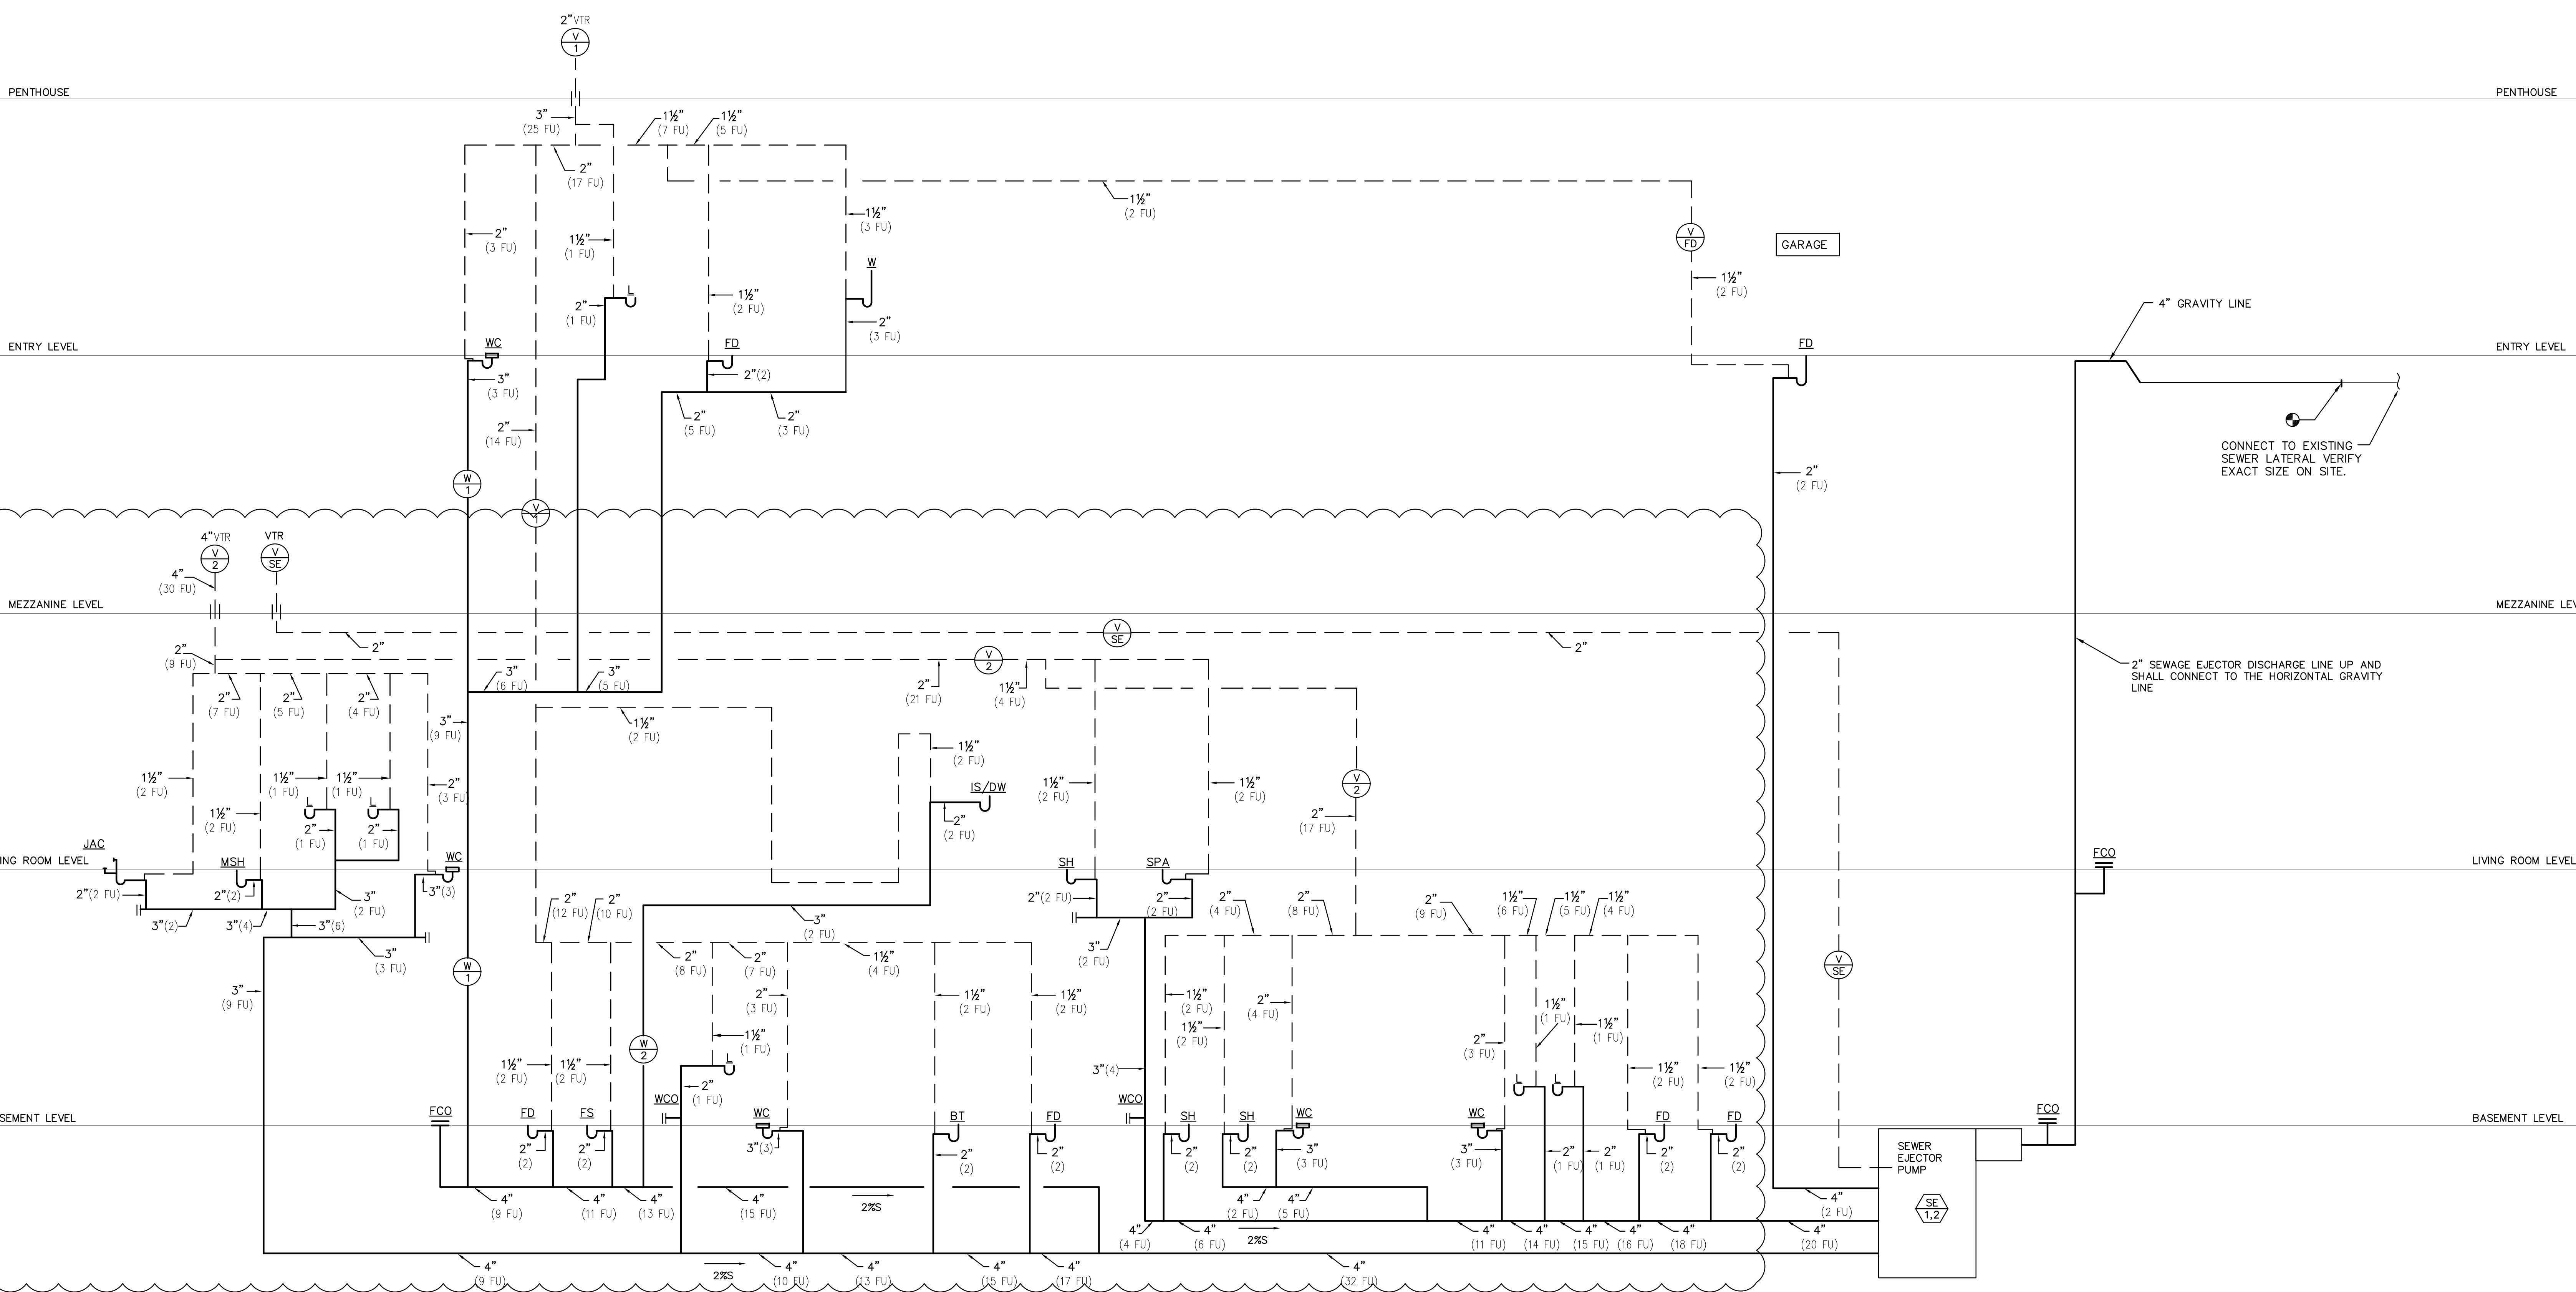 2" VTR
V
1
PENTHOUSE
PENTHOUSE
3"
(25 FU)
1½"
(7 FU)
1½"
(5 FU)
2"
(17 FU)
1½"
(2 FU)
1½"
(3 FU)
2"
(3 FU)
1½"
(1 FU)
V
FD
GARAGE
W
1½"
(2 FU)
1½"
(2 FU)
L
2"
(1 FU)
2"
(3 FU)
4" GRAVITY LINE
ENTRY LEVEL
WC
FD
FD
ENTRY LEVEL
3"
(3 FU)
2"(2)
2"
(5 FU)
2"
(3 FU)
2"
(14 FU)
CONNECT TO EXISTING
SEWER LATERAL VERIFY
EXACT SIZE ON SITE.
2"
(2 FU)
W
1
V
1
4"VTR
V
2
VTR
V
SE
4"
(30 FU)
MEZZANINE LEVEL
MEZZANINE LEV
V
SE
2"
2"
2"
(9 FU)
V
2
3"
(6 FU)
3"
(5 FU)
2"
(21 FU)
1½"
(4 FU)
2" SEWAGE EJECTOR DISCHARGE LINE UP AND
SHALL CONNECT TO THE HORIZONTAL GRAVITY
LINE
2"
(7 FU)
2"
(5 FU)
2"
(4 FU)
3"
(9 FU)
1½"
(2 FU)
1½"
(2 FU)
1½"
(2 FU)
1½"
(1 FU)
1½"
(1 FU)
2"
(3 FU)
1½"
(2 FU)
1½"
(2 FU)
V
2
IS/DW
1½"
(2 FU)
L
L
2"
(1 FU)
2"
(1 FU)
2"
(2 FU)
2"
(17 FU)
JAC
MSH
WC
SH
SPA
FCO
ING ROOM LEVEL
LIVING ROOM LEVEL
2"(2 FU)
2"(2)
3"
(2 FU)
3"(3)
2"(2 FU)
2"
(2 FU)
3"(2)
3"(4)
3"(6)
3"
(3 FU)
2"
(12 FU)
2"
(10 FU)
3"
(2 FU)
3"
(2 FU)
2"
(4 FU)
2"
(8 FU)
2"
(9 FU)
1½"
(6 FU)
1½"
(5 FU)
1½"
(4 FU)
2"
(8 FU)
2"
(7 FU)
1½"
(4 FU)
W
1
V
SE
3"
(9 FU)
2"
(3 FU)
1½"
(2 FU)
1½"
(2 FU)
1½"
(2 FU)
1½"
(2 FU)
2"
(4 FU)
1½"
(1 FU)
1½"
(1 FU)
W
2
1½"
(1 FU)
2"
(3 FU)
1½"
(2 FU)
1½"
(2 FU)
L
3"(4)
1½"
(2 FU)
1½"
(2 FU)
2"
(1 FU)
L
L
FCO
FD
FS
WCO
WC
BT
FD
WCO
SH
SH
WC
WC
FD
FD
FCO
SEMENT LEVEL
BASEMENT LEVEL
2"
(2)
2"
(2)
3"(3)
2"
(2)
2"
(2)
2"
(2)
2"
(2)
3"
(3 FU)
3"
(3 FU)
2"
(1 FU)
2"
(1 FU)
2"
(2)
2"
(2)
SEWER
EJECTOR
PUMP
SE
1,2
4"
(9 FU)
4"
(11 FU)
4"
(13 FU)
4"
(15 FU)
2%S
4"
(2 FU)
4"
(5 FU)
4"
(2 FU)
4"
(4 FU)
4"
(6 FU)
2%S
4"
(11 FU)
4"
(14 FU)
4"
(15 FU)
4"
(16 FU)
4"
(18 FU)
4"
(20 FU)
4"
(9 FU)
2%S
4"
(10 FU)
4"
(13 FU)
4"
(15 FU)
4"
(17 FU)
4"
(32 FU)